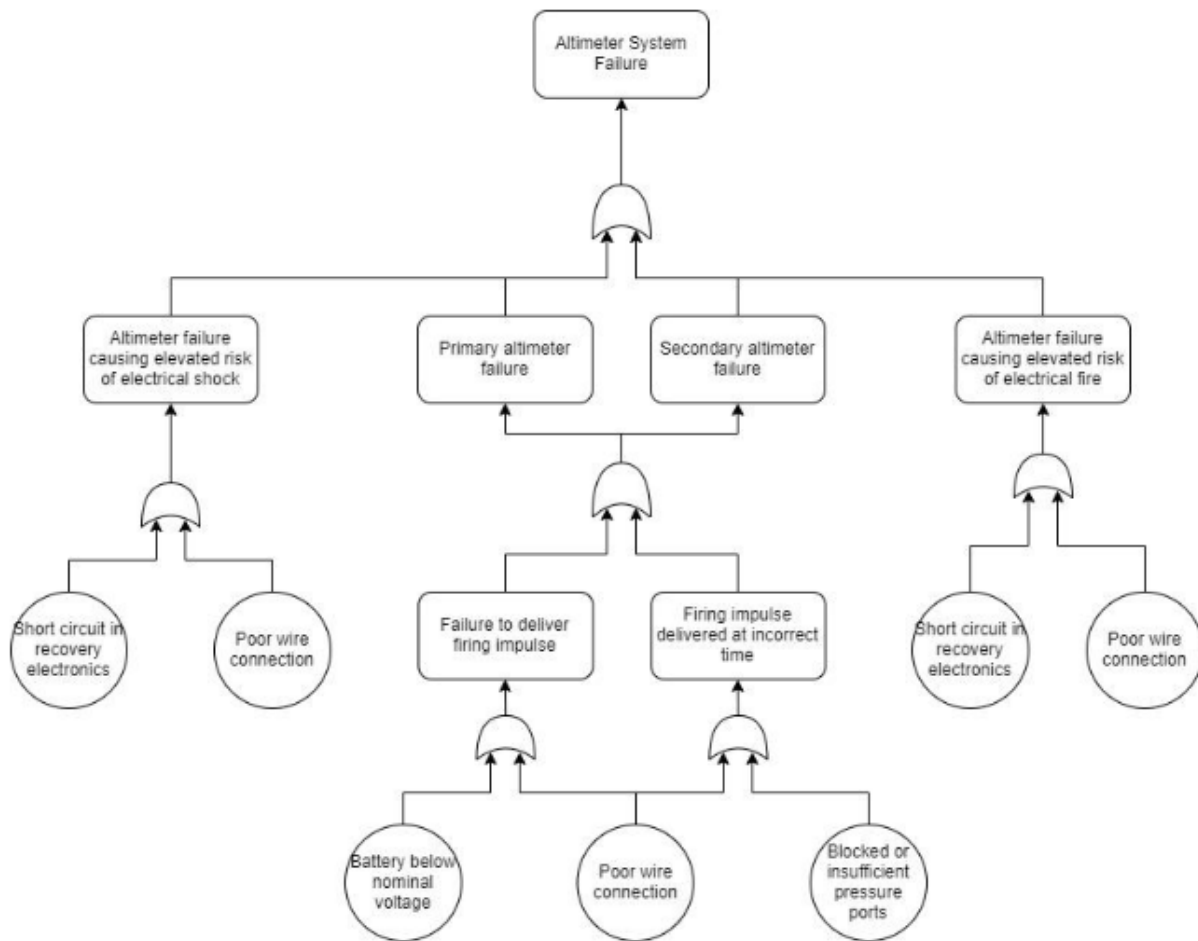 Altimeter System
Failure
Altimeter failure
causing elevated risk
of electrical shock
Primary altimeter
failure
Secondary altimeter
failure
Altimeter failure
causing elevated risk
of electrical fire
Short circuit in
recovery
electronics
Poor wire
connection
Failure to deliver
firing impulse
Firing impulse
delivered at incorrect
time
Short circuit in
recovery
electronics
Poor wire
connection
Battery below
nominal
voltage
Poor wire
connection
Blocked or
insufficient
pressure
ports